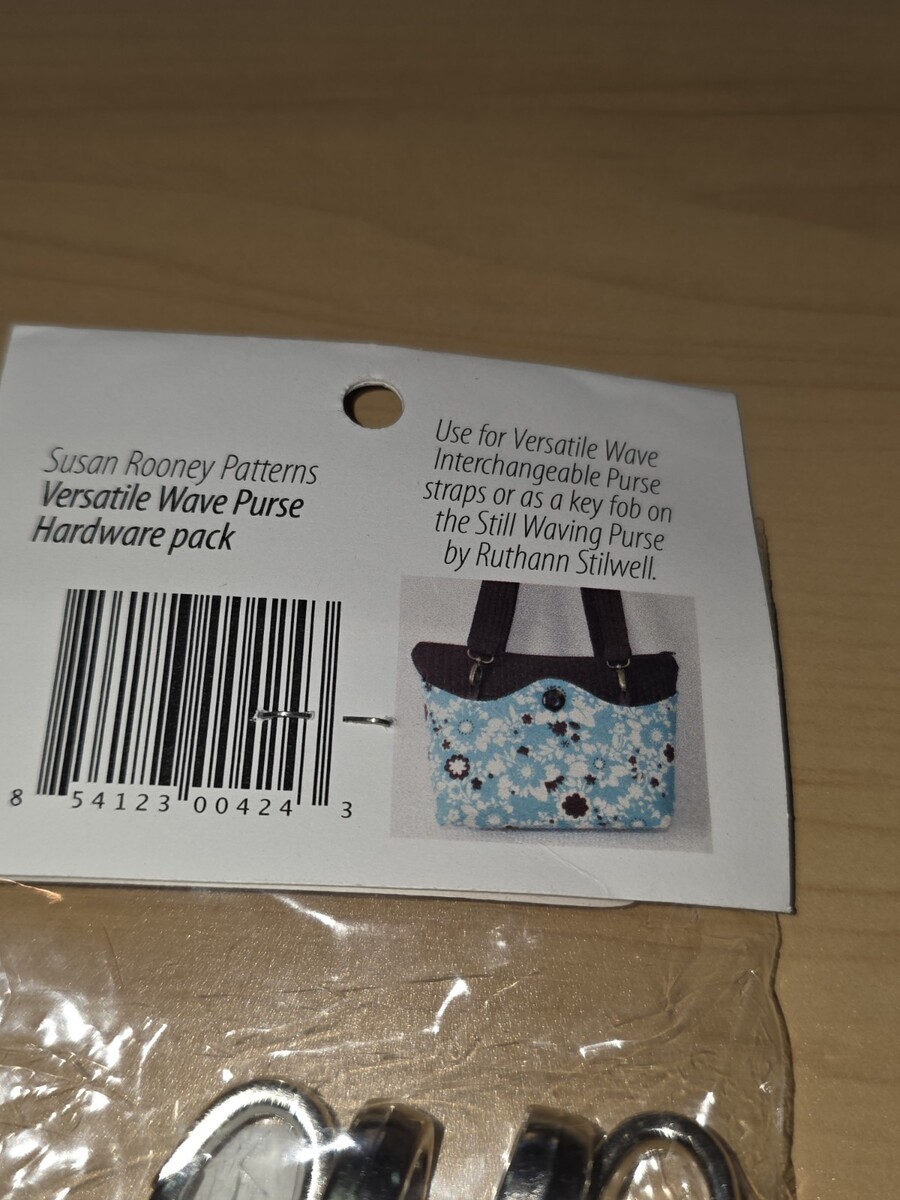 Susan Rooney Patterns
Versatile Wave Purse
Hardware pack
Use for Versatile Wave
Interchangeable Purse
straps or as a key fob on
the Still Waving Purse
by Ruthann Stilwell.
8 54123 00424 3